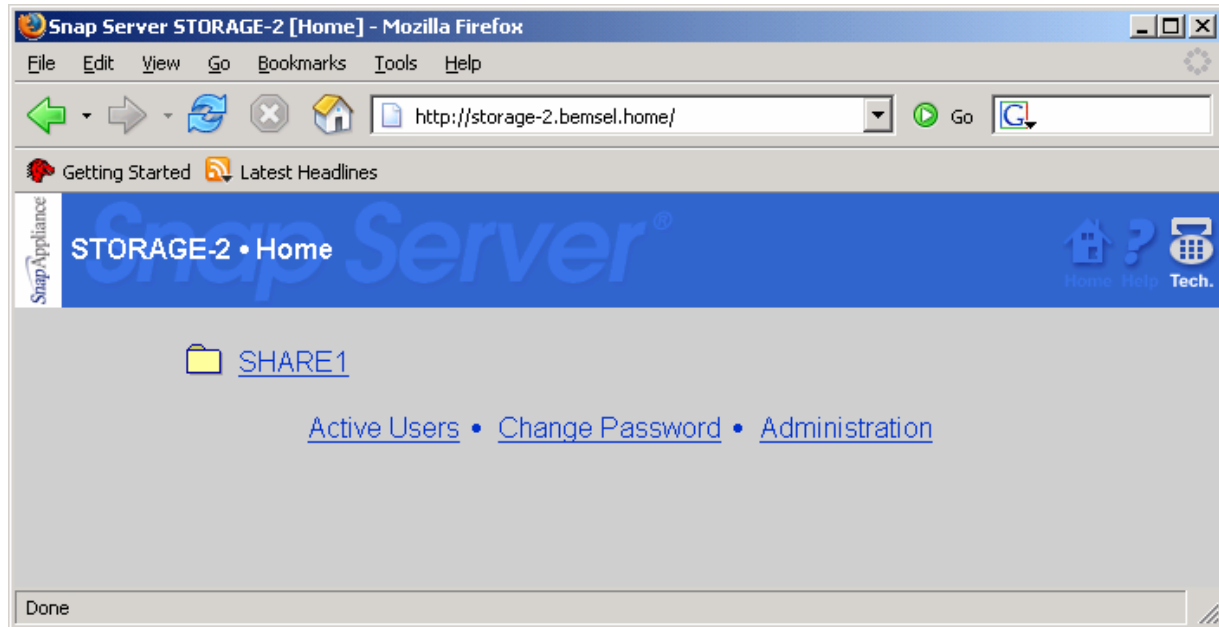 Snap Server STORAGE-2 [Home] - Mozilla Firefox
File Edit View Go Bookmarks Tools Help
http://storage-2.bemsel.home/ Go G
Getting Started Latest Headlines
SnapAppliance
Snap Server®
STORAGE-2 • Home
Home Help Tech.
SHARE1
Active Users • Change Password • Administration
Done